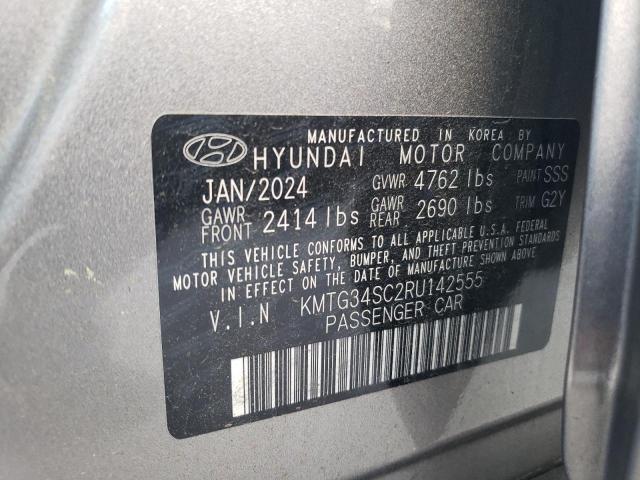 MANUFACTURED IN KOREA BY
HYUNDAI MOTOR COMPANY
JAN/2024 GVWR 4762 lbs PAINT SSS
GAWR FRONT 2414 lbs GAWR REAR 2690 lbs TRIM G2Y
THIS VEHICLE CONFORMS TO ALL APPLICABLE U.S.A. FEDERAL
MOTOR VEHICLE SAFETY, BUMPER, AND THEFT PREVENTION STANDARDS
IN EFFECT ON THE DATE OF MANUFACTURE SHOWN ABOVE
V.I.N KMTG34SC2RU142555
PASSENGER CAR